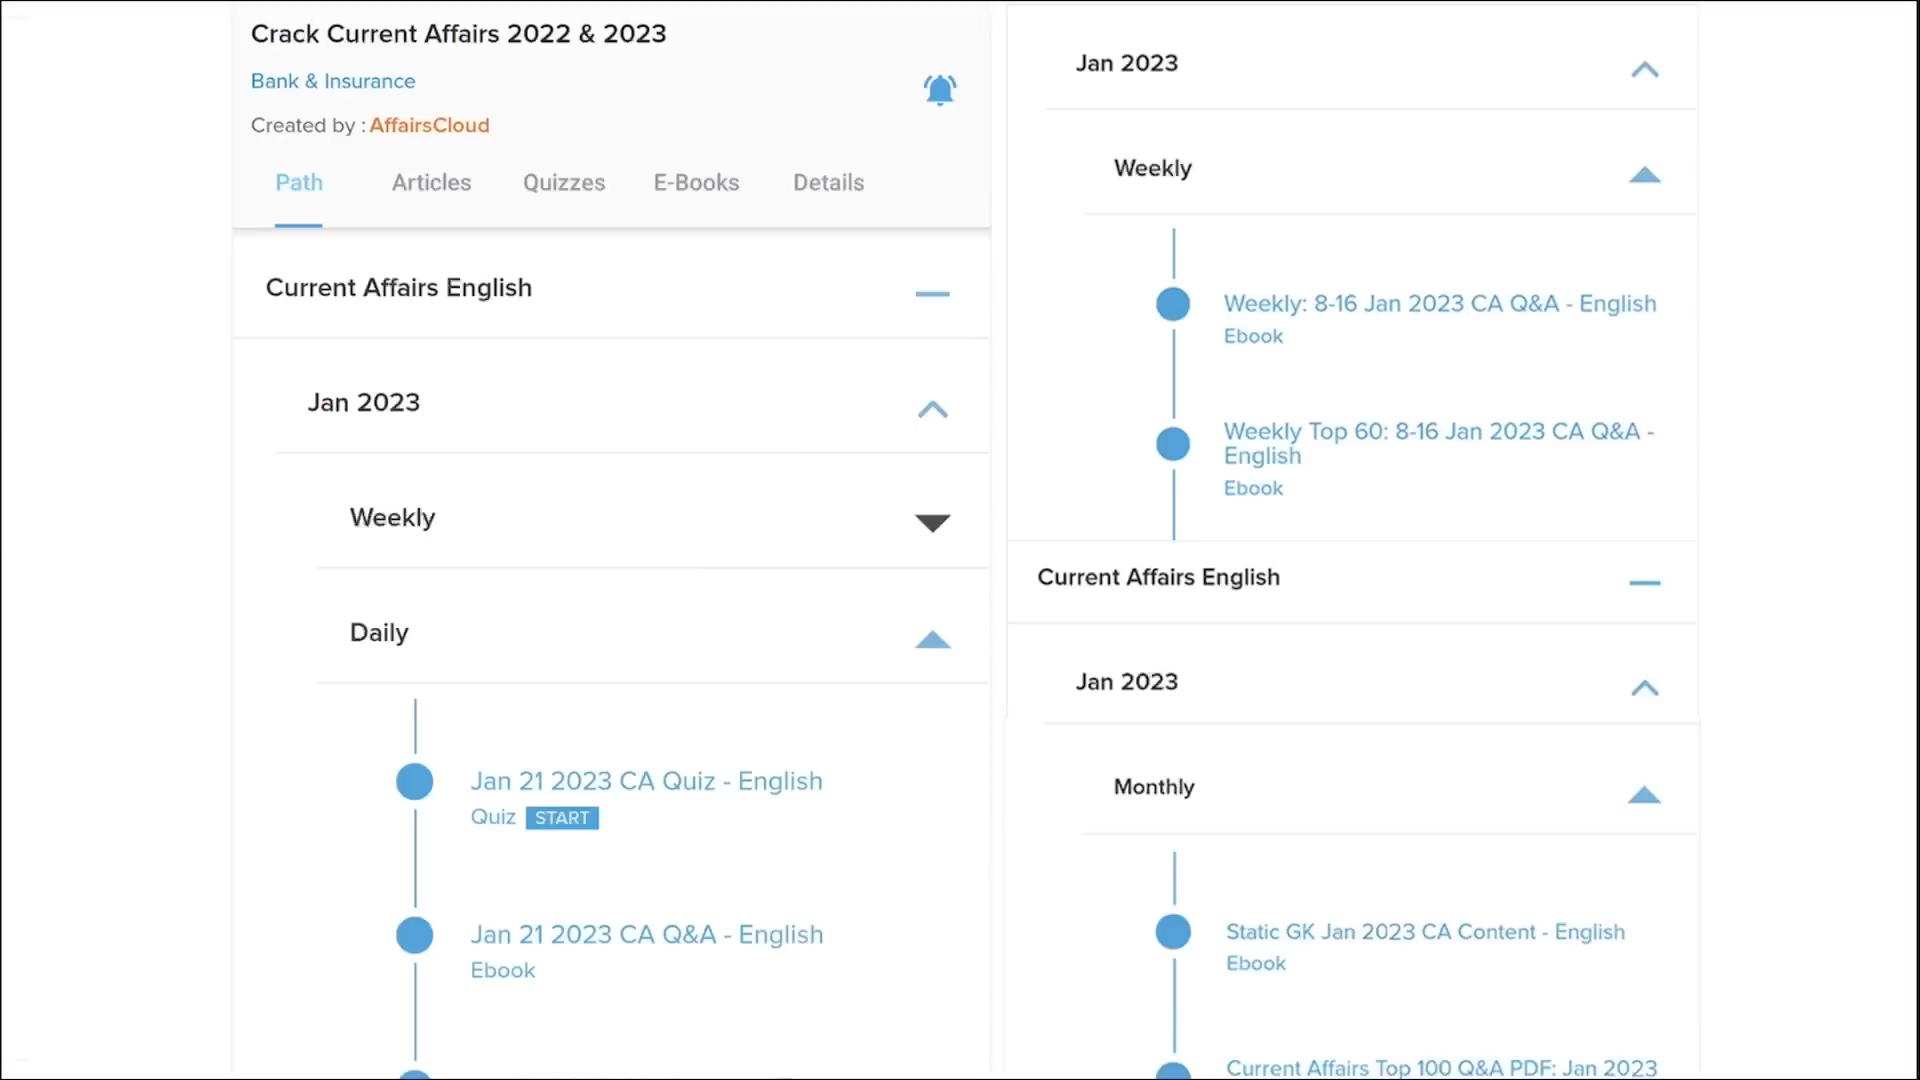 Crack Current Affairs 2022 & 2023
Bank & Insurance
Created by : AffairsCloud
Path Articles Quizzes E-Books Details
Current Affairs English
Jan 2023
Weekly
Daily
Jan 21 2023 CA Quiz - English
Quiz START
Jan 21 2023 CA Q&A - English
Ebook
Jan 2023
Weekly
Weekly: 8-16 Jan 2023 CA Q&A - English
Ebook
Weekly Top 60: 8-16 Jan 2023 CA Q&A -
English
Ebook
Current Affairs English
Jan 2023
Monthly
Static GK Jan 2023 CA Content - English
Ebook
Current Affairs Top 100 Q&A PDF: Jan 2023